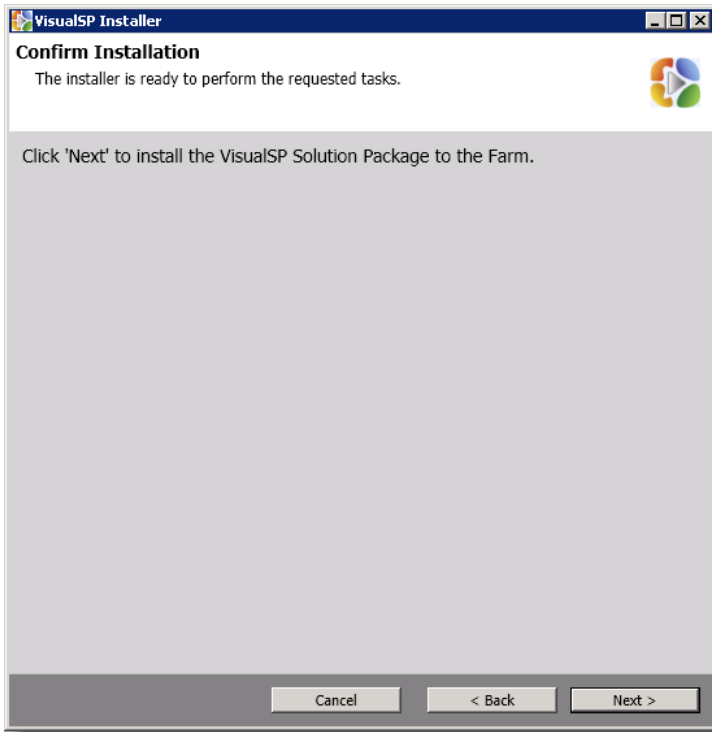 VisualSP Installer
Confirm Installation
The installer is ready to perform the requested tasks.
Click 'Next' to install the VisualSP Solution Package to the Farm.
Cancel
< Back
Next >